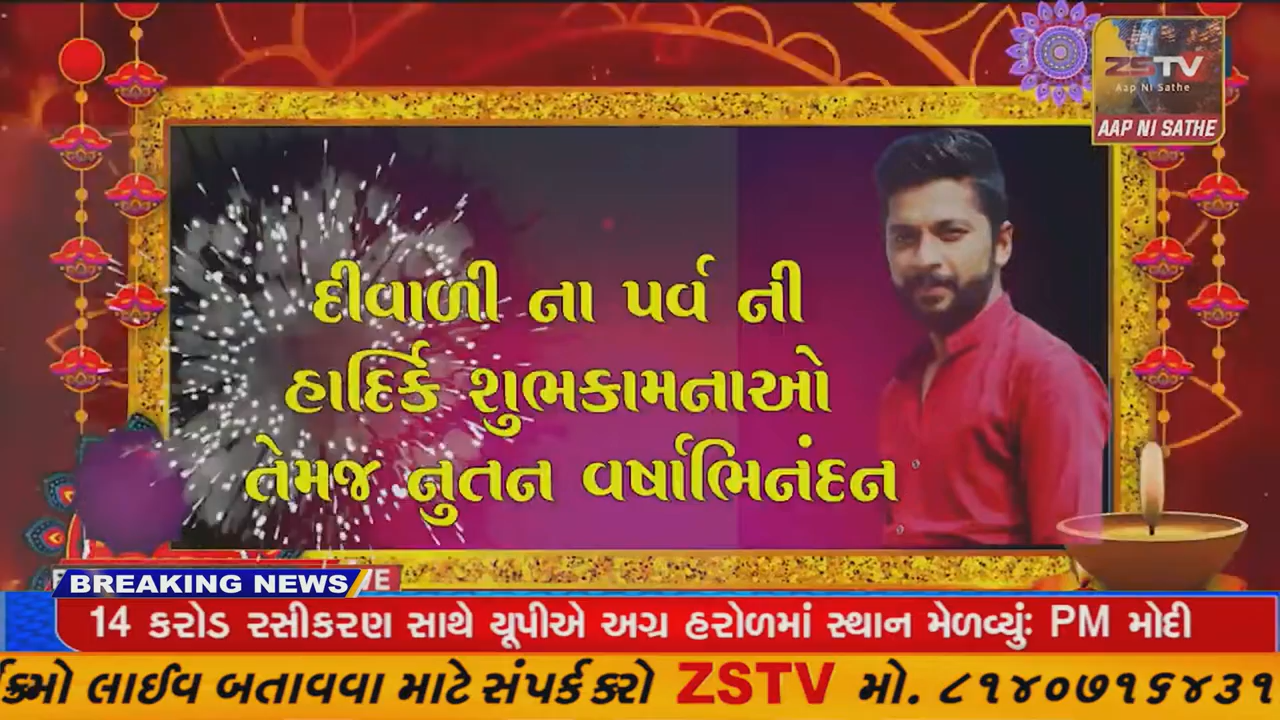 ZSTV
Aap Ni Sathe
AAP NI SATHE
દીવાળી ના પર્વ ની
હાર્દિક શુભકામનાઓ
તેમજ નુતન વર્ષાભિનંદન
BREAKING NEWS
14 કરોડ રસીકરણ સાથે યૂપીએ અગ્ર હરોળમાં સ્થાન મેળવ્યું: PM મોદી
લાઈવ બતાવવા માટે સંપર્ક કરો ZSTV મો. ૮૧૪૦૭૧૬૪૩૧